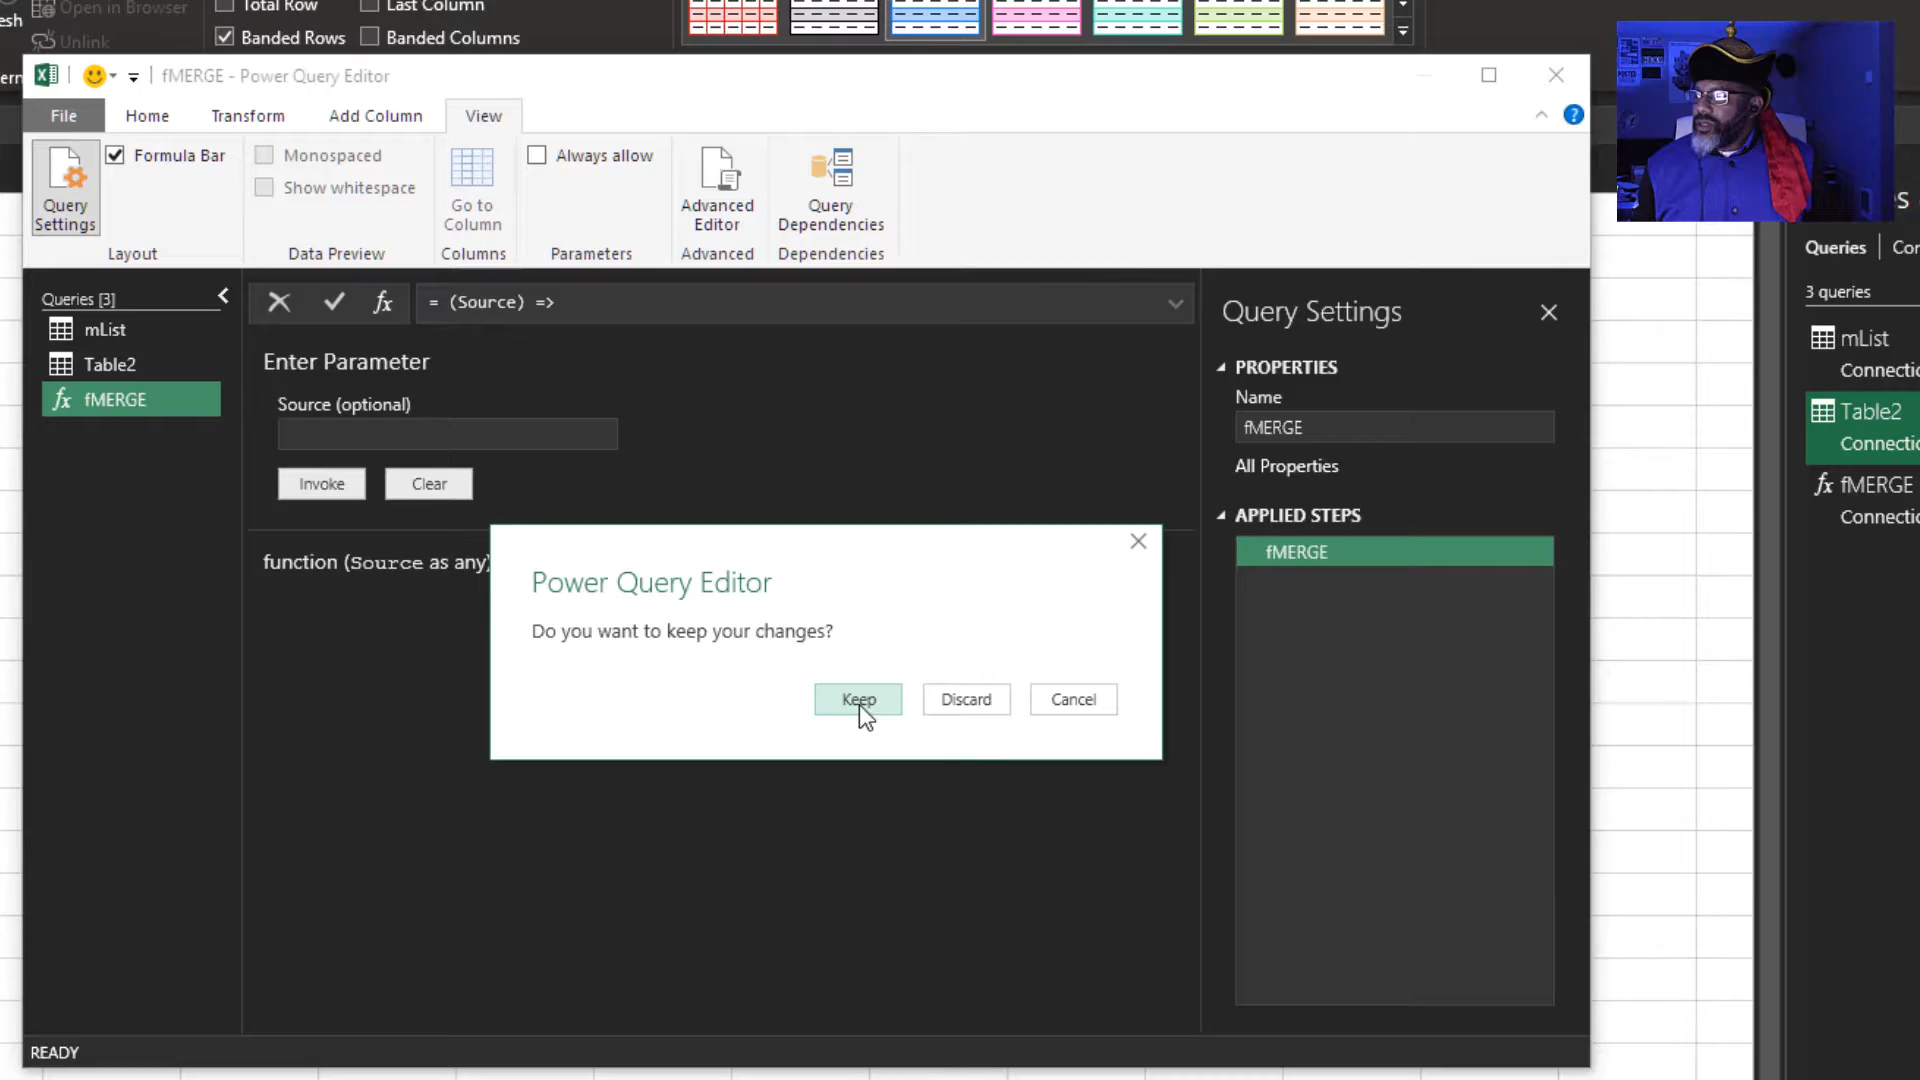 Open in Browser
Total Row
Last Column
Unlink
Banded Rows
Banded Columns
fMERGE - Power Query Editor
File
Home
Transform
Add Column
View
Query Settings
Formula Bar
Monospaced
Show whitespace
Go to Column
Always allow
Advanced Editor
Query Dependencies
Layout
Data Preview
Columns
Parameters
Advanced
Dependencies
Queries [3]
mList
Table2
fx fMERGE
fx
= (Source) =>
Enter Parameter
Source (optional)
Invoke
Clear
function (Source as any)
Power Query Editor
Do you want to keep your changes?
Keep
Discard
Cancel
Query Settings
PROPERTIES
Name
fMERGE
All Properties
APPLIED STEPS
fMERGE
READY
Queries
3 queries
mList
Table2
fx fMERGE